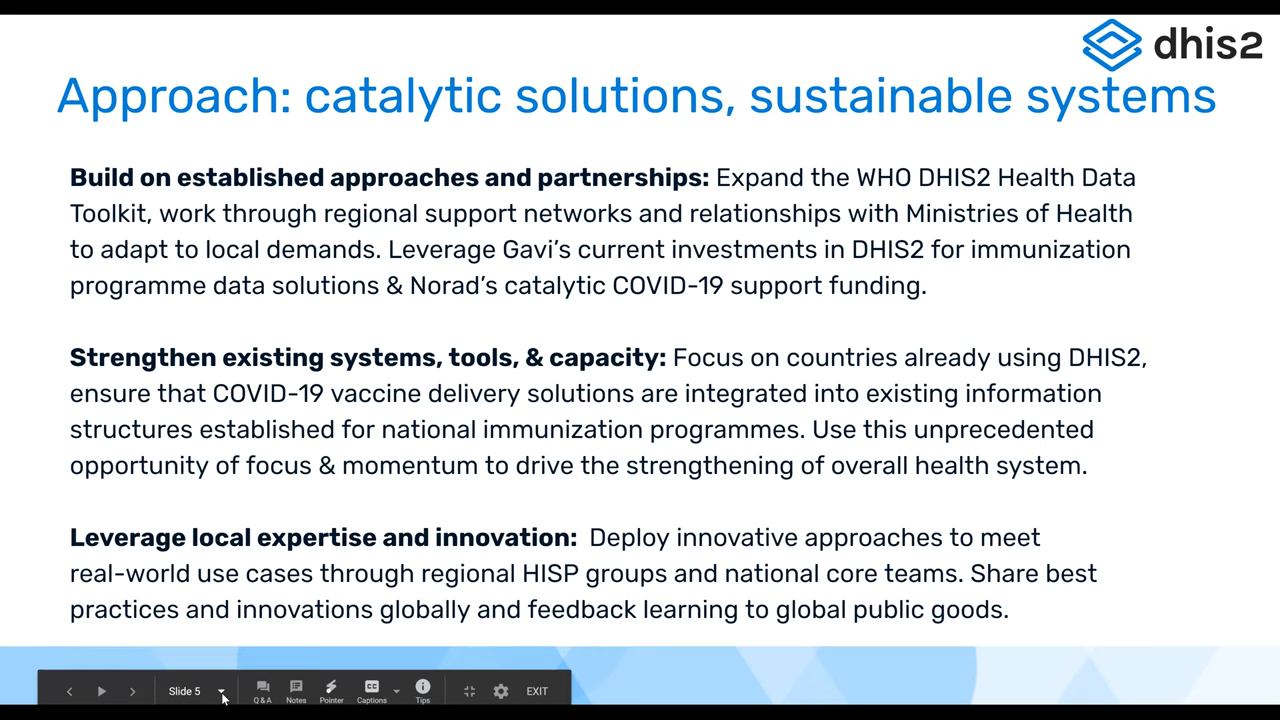 dhis2
Approach: catalytic solutions, sustainable systems
Build on established approaches and partnerships: Expand the WHO DHIS2 Health Data
Toolkit, work through regional support networks and relationships with Ministries of Health
to adapt to local demands. Leverage Gavi’s current investments in DHIS2 for immunization
programme data solutions & Norad’s catalytic COVID-19 support funding.
Strengthen existing systems, tools, & capacity: Focus on countries already using DHIS2,
ensure that COVID-19 vaccine delivery solutions are integrated into existing information
structures established for national immunization programmes. Use this unprecedented
opportunity of focus & momentum to drive the strengthening of overall health system.
Leverage local expertise and innovation: Deploy innovative approaches to meet
real-world use cases through regional HISP groups and national core teams. Share best
practices and innovations globally and feedback learning to global public goods.
Slide 5
Q & A
Notes
Pointer
Captions
Tips
EXIT